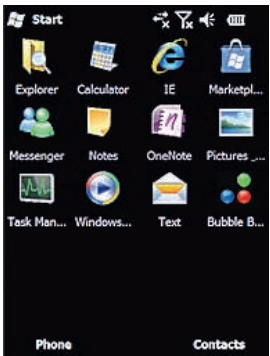 Start
Explorer Calculator IE Marketpl...
Messenger Notes OneNote Pictures _...
Task Man... Windows... Text Bubble B...
Phone Contacts